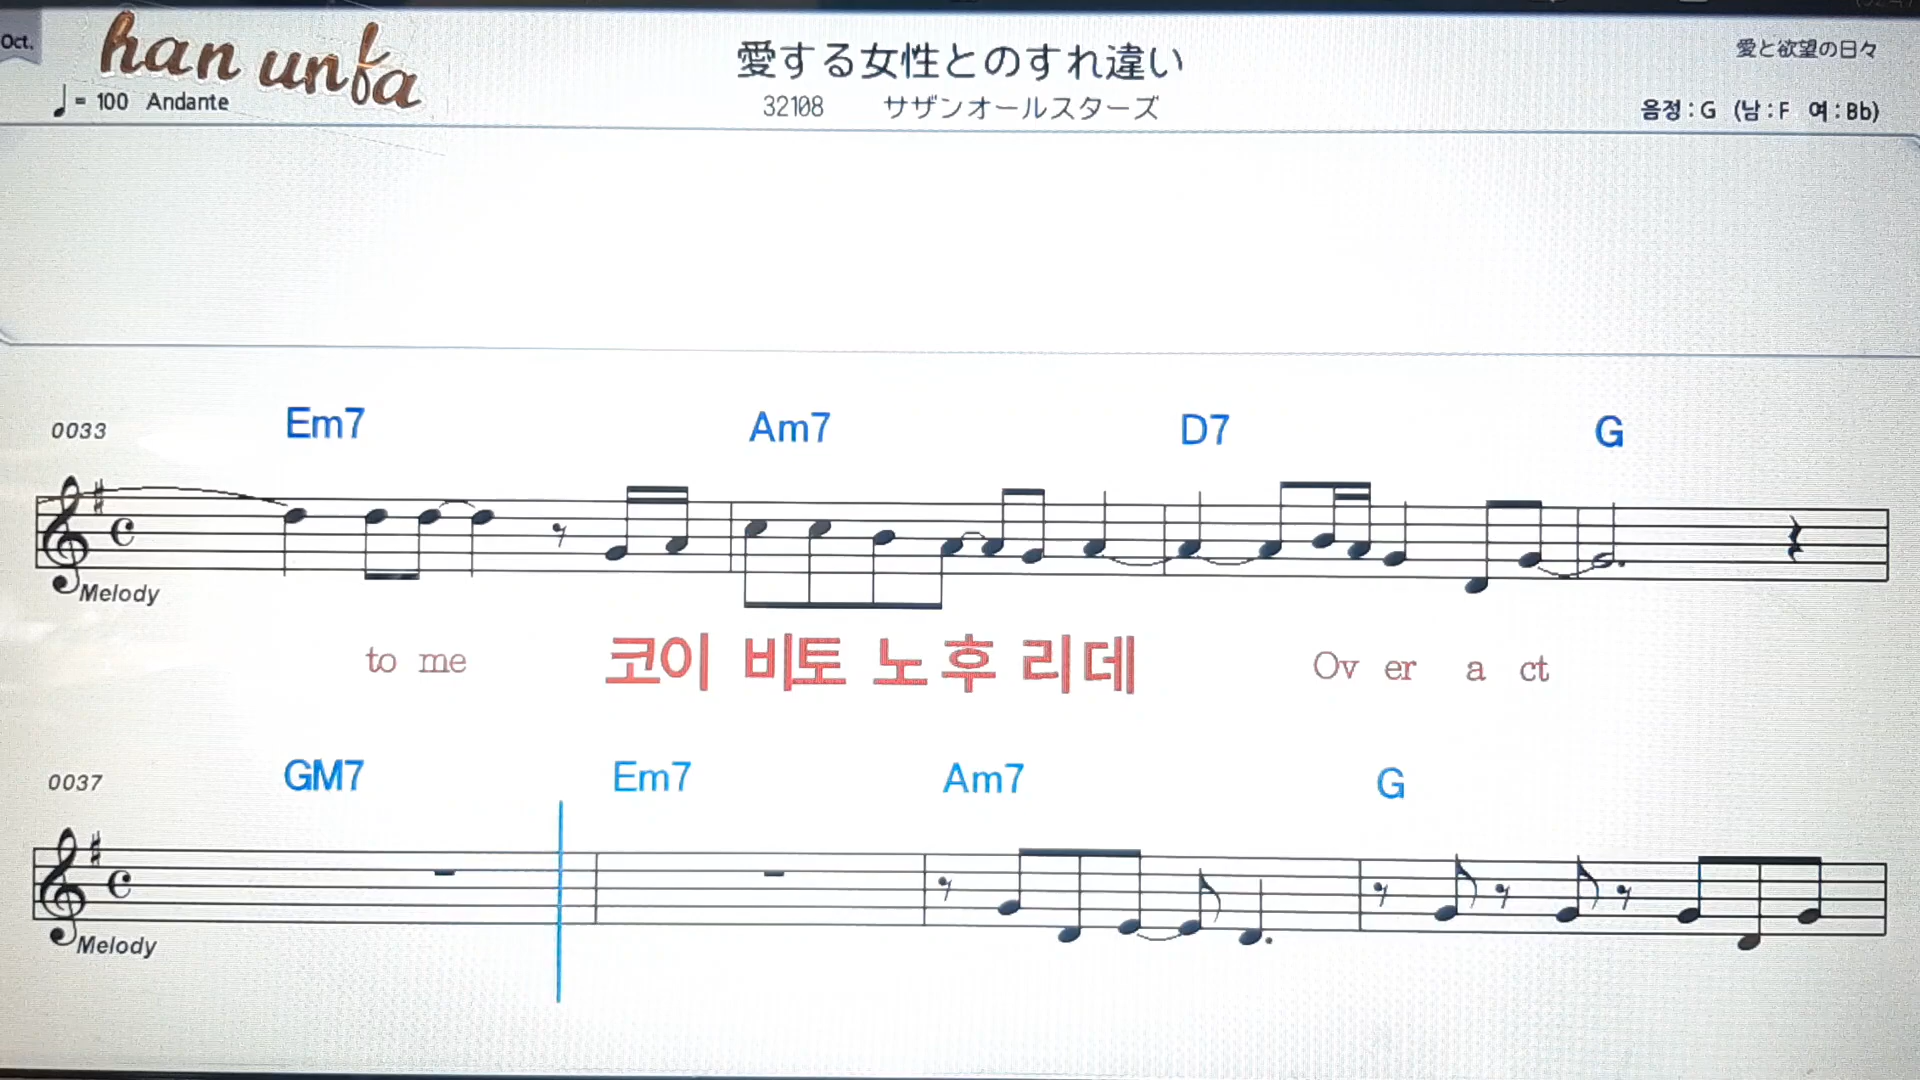 Oct.
han unfa
= 100 Andante
愛する女性とのすれ違い
愛と欲望の日々
32108 サザンオールスターズ
음정 : G (남 : F 여 : Bb)
0033 Em7 Am7 D7 G
Melody
to me 코이 비토 노 후 리 데 Ov er a ct
0037 GM7 Em7 Am7 G
Melody